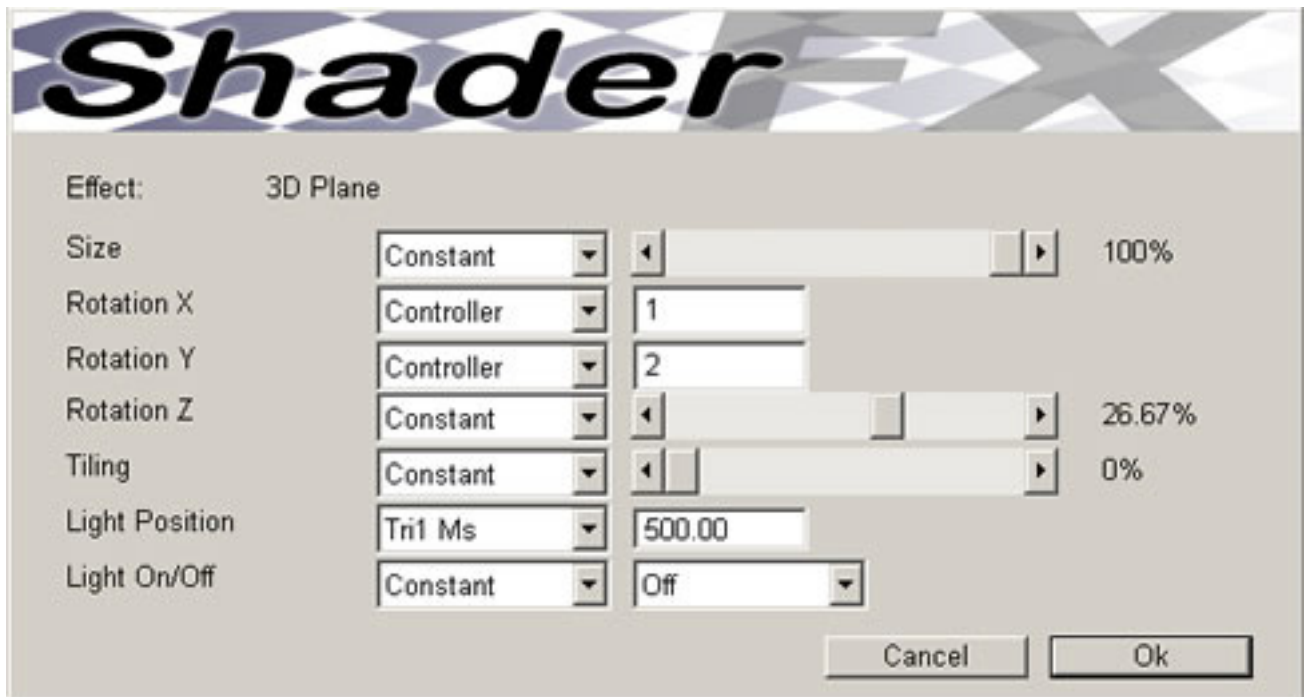 ShaderFX
Effect: 3D Plane
Size Constant 100%
Rotation X Controller 1
Rotation Y Controller 2
Rotation Z Constant 26.67%
Tiling Constant 0%
Light Position Tri1 Ms 500.00
Light On/Off Constant Off
Cancel Ok